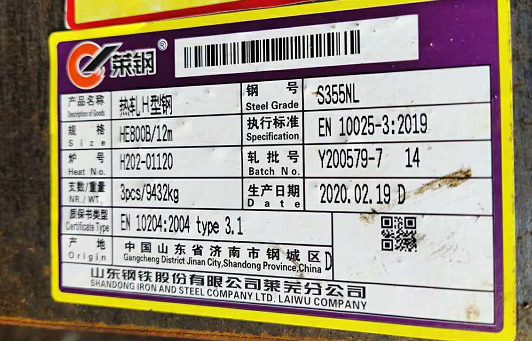 莱钢®
产品名称 热轧H型钢 钢 号 S355NL
Description of Goods Steel Grade
规 格 HE800B/12m 执行标准 EN 10025-3:2019
Size Specification
炉 号 H202-01120 轧批号 Y200579-7 14
Heat No. Batch No.
支数/重量 3pcs/9432kg 生产日期 2020.02.19 D
NR./WT. Date
质保书类型 EN 10204:2004 type 3.1
Certificate Type
产 地 中国山东省济南市钢城区 D
Origin Gangcheng District Jinan City,Shandong Province,China
山东钢铁股份有限公司莱芜分公司
SHANDONG IRON AND STEEL COMPANY LTD. LAIWU COMPANY